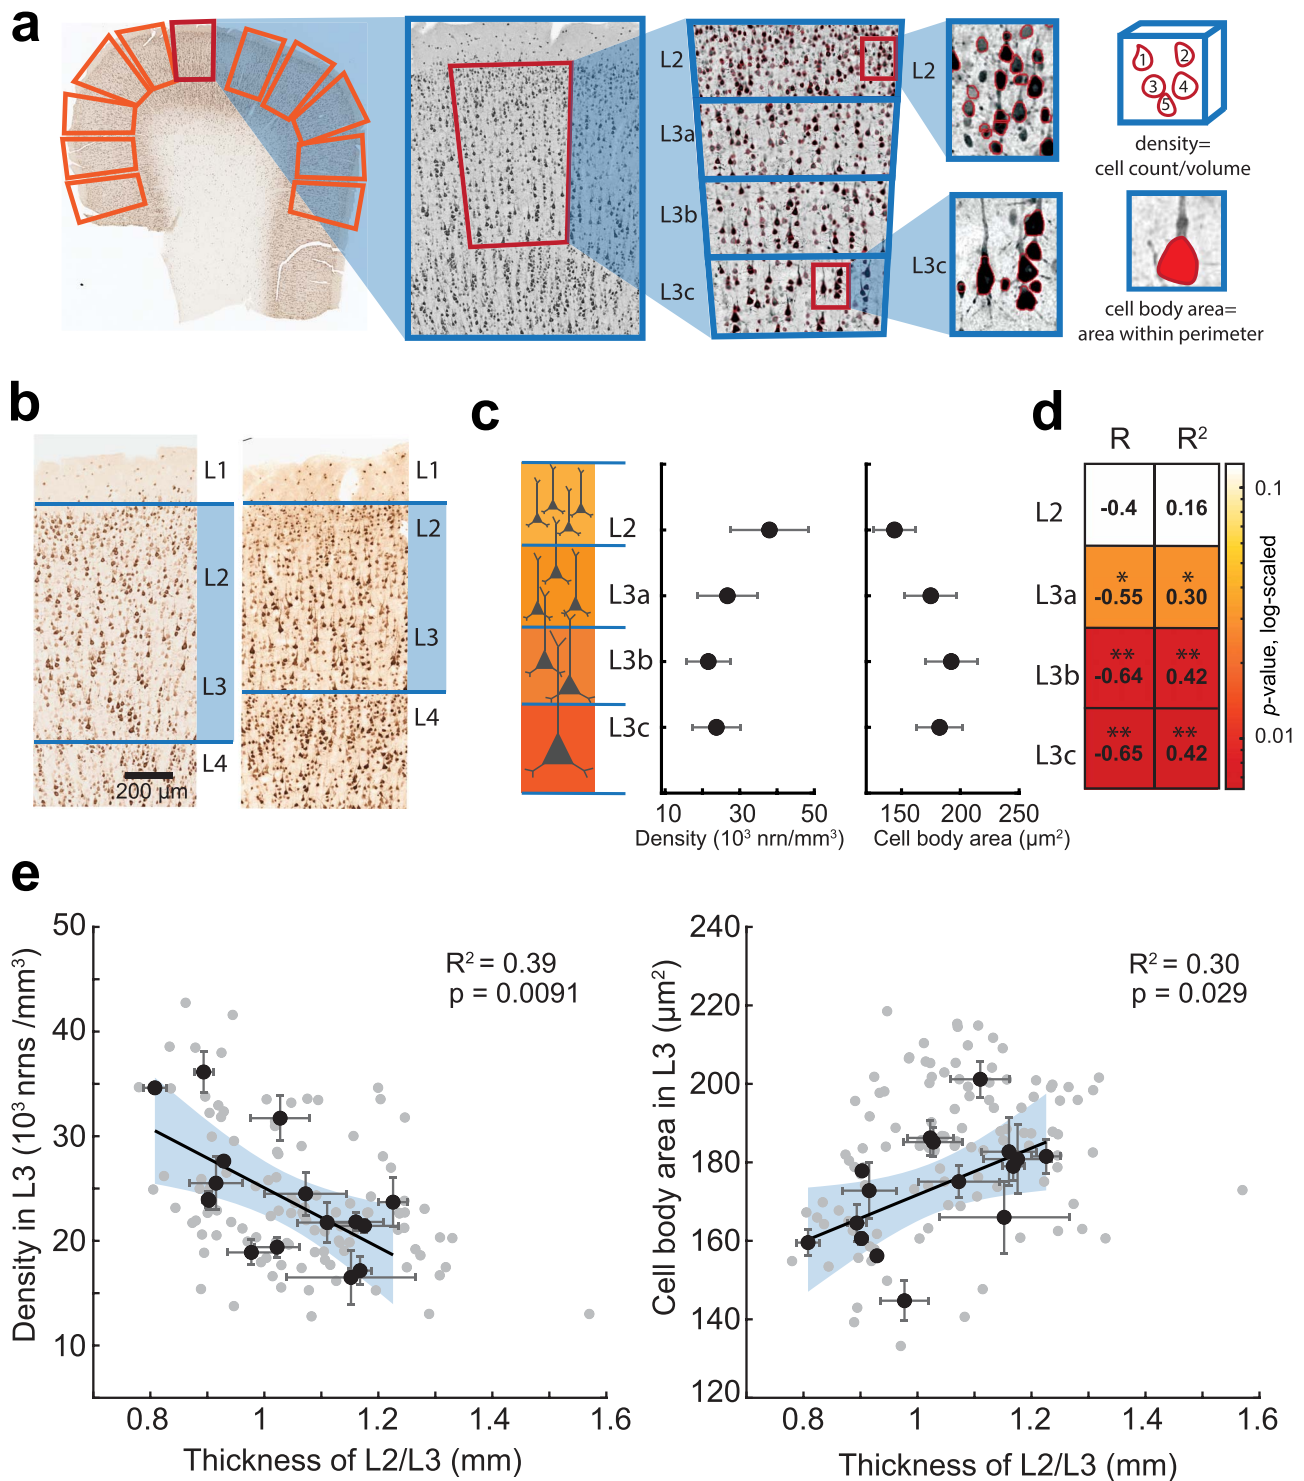 a
L2
L3a
L3b
L3c
L2
L3c
1
2
3
4
5
density=
cell count/volume
cell body area=
area within perimeter
b
L1
L2
L3
L4
200 µm
L1
L2
L3
L4
c
L2
L3a
L3b
L3c
10 30 50
Density (10³ nrn/mm³)
150 200 250
Cell body area (µm²)
d
R R²
L2 -0.4 0.16
* *
L3a -0.55 0.30
** **
L3b -0.64 0.42
** **
L3c -0.65 0.42
0.1
0.01
p-value, log-scaled
e
50
40
30
20
10
Density in L3 (10³ nrns /mm³)
R² = 0.39
p = 0.0091
0.8 1 1.2 1.4 1.6
Thickness of L2/L3 (mm)
240
220
200
180
160
140
120
Cell body area in L3 (µm²)
R² = 0.30
p = 0.029
0.8 1 1.2 1.4 1.6
Thickness of L2/L3 (mm)